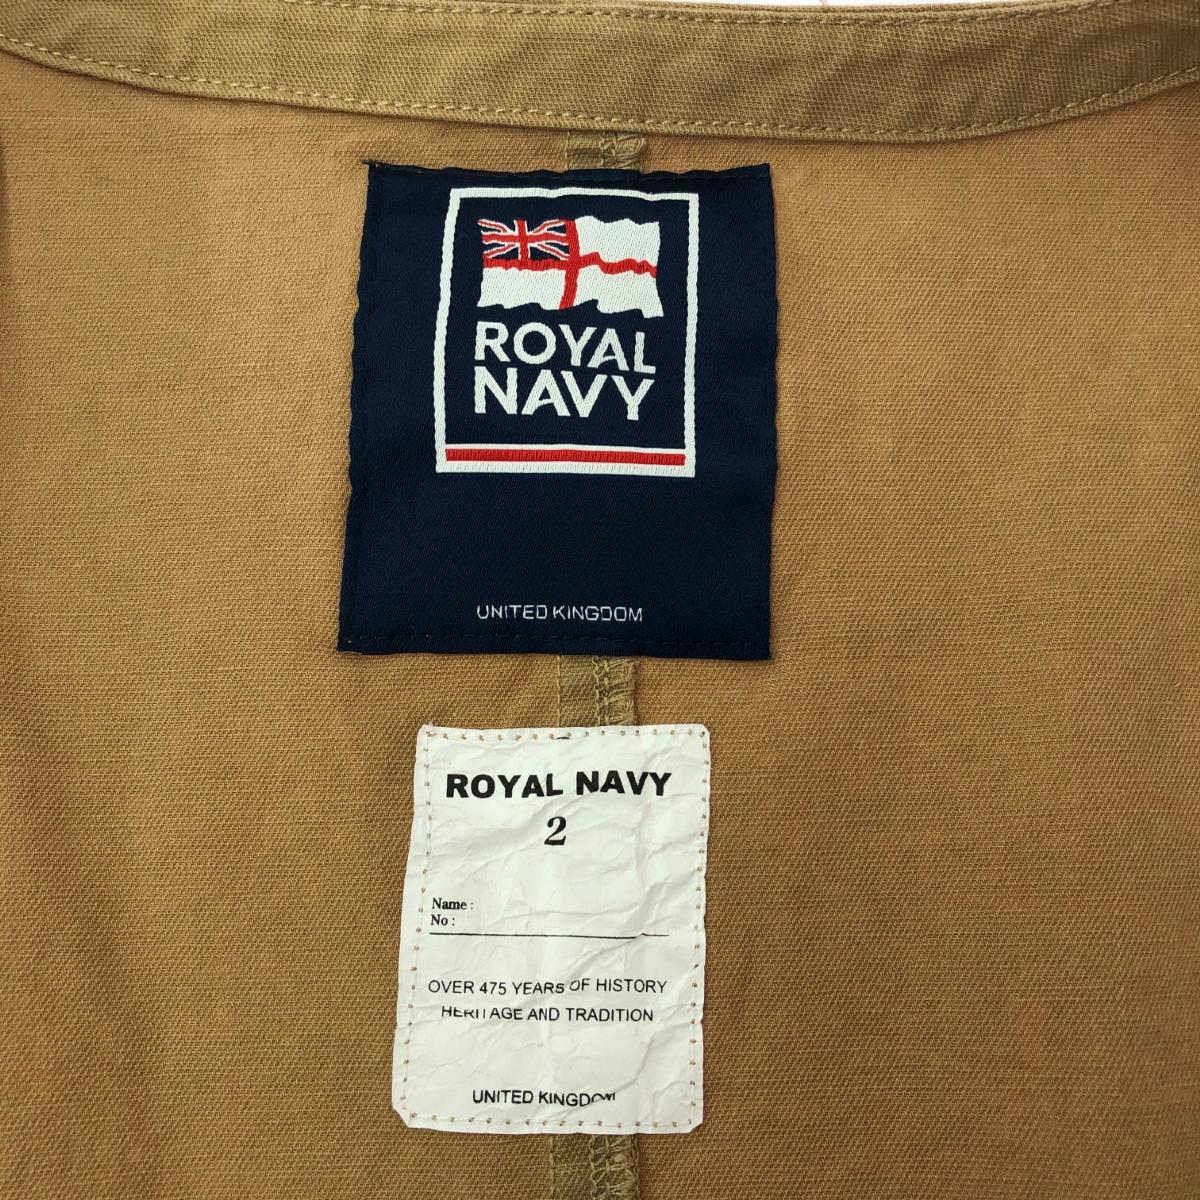 ROYAL
NAVY
UNITED KINGDOM
ROYAL NAVY
2
Name :
No :
OVER 475 YEARS OF HISTORY
HERITAGE AND TRADITION
UNITED KINGDOM